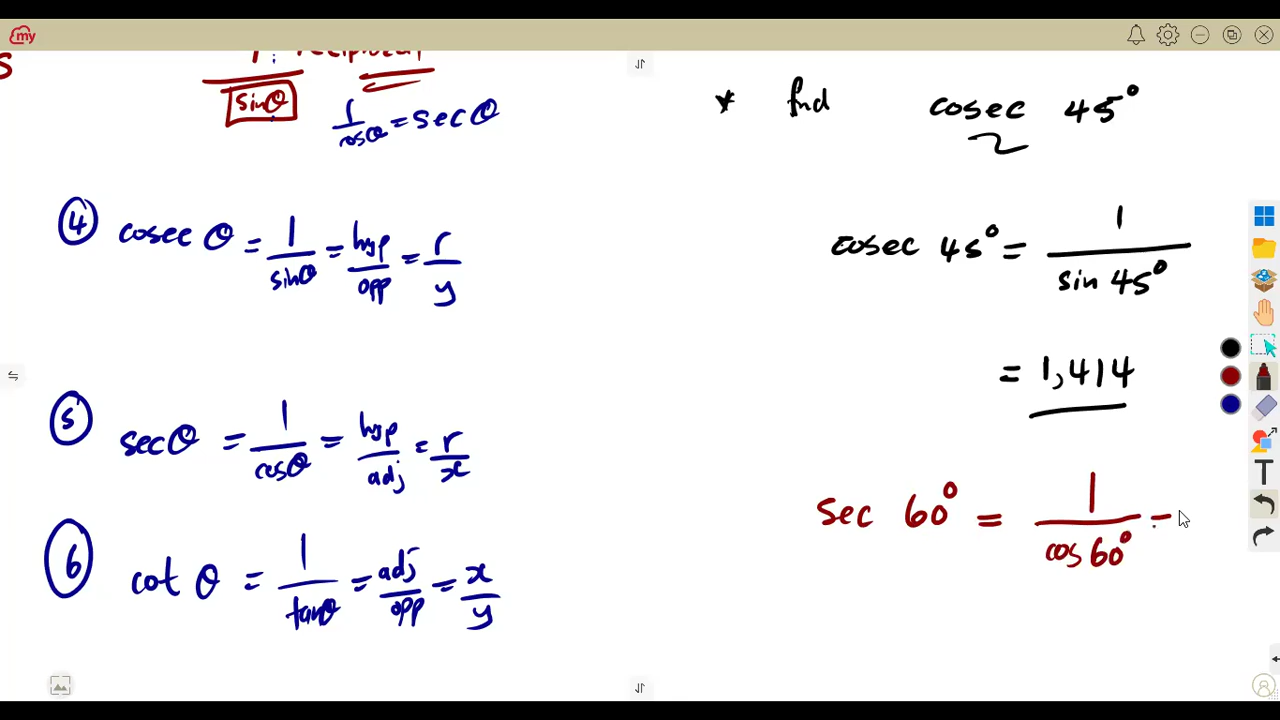 my
s
1 : reciprocal
sinθ
1/cosθ = secθ
④ cosec θ = 1/sinθ = hyp/opp = r/y
⑤ secθ = 1/cosθ = hyp/adj = r/x
⑥ cot θ = 1/tanθ = adj/opp = x/y
* find cosec 45°
cosec 45° = 1/sin 45°
= 1,414
sec 60° = 1/cos 60° =
T